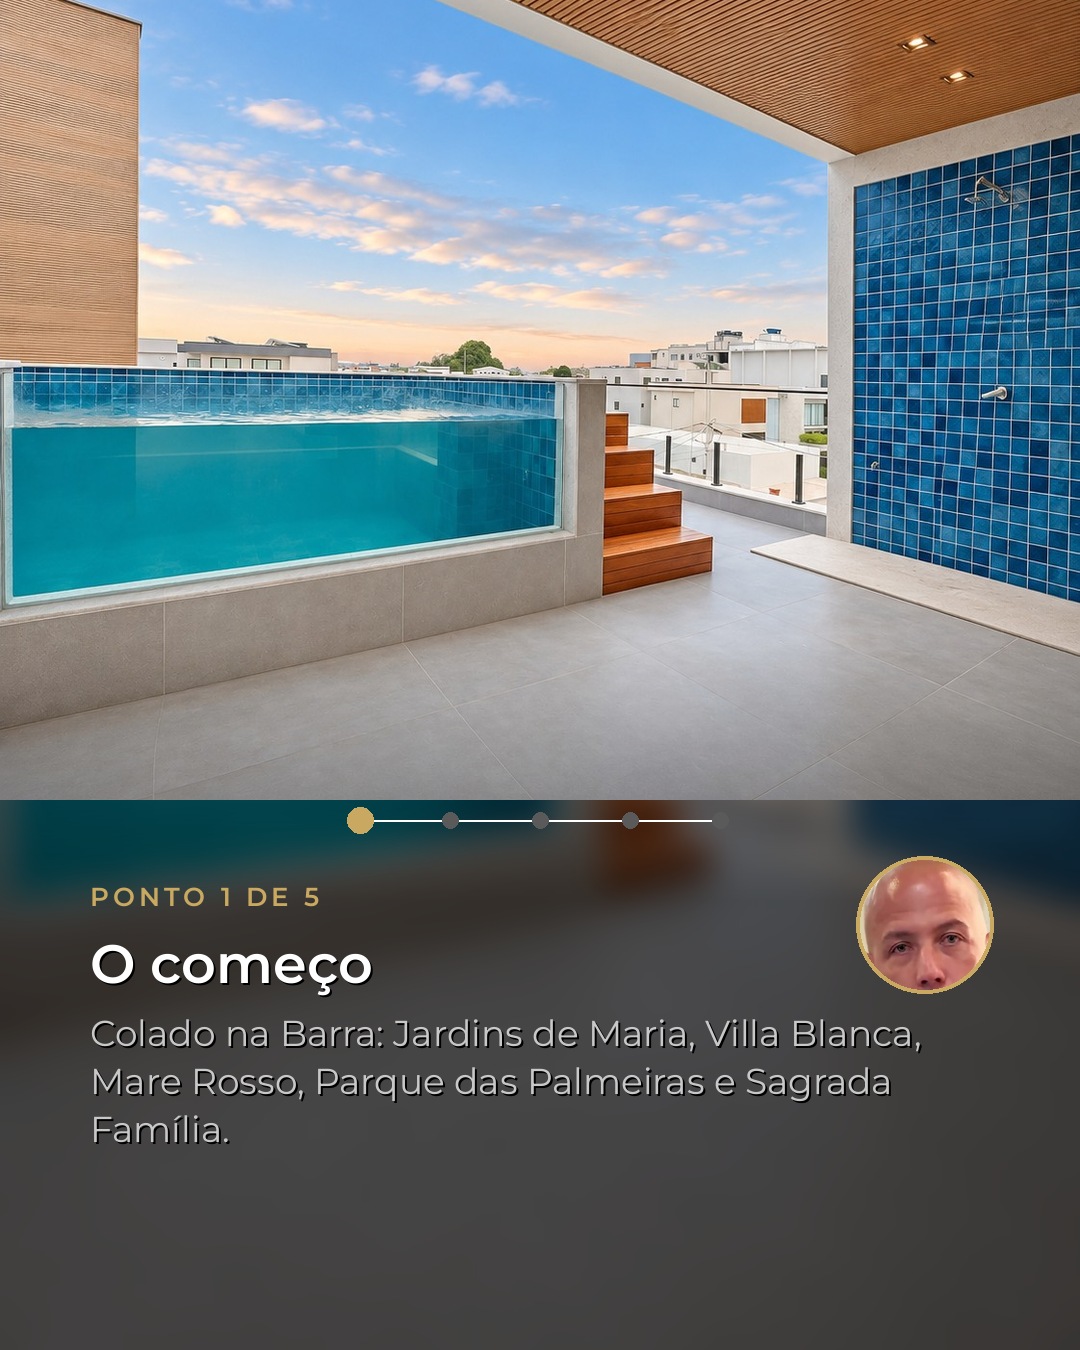 PONTO 1 DE 5
O começo
Colado na Barra: Jardins de Maria, Villa Blanca,
Mare Rosso, Parque das Palmeiras e Sagrada
Família.